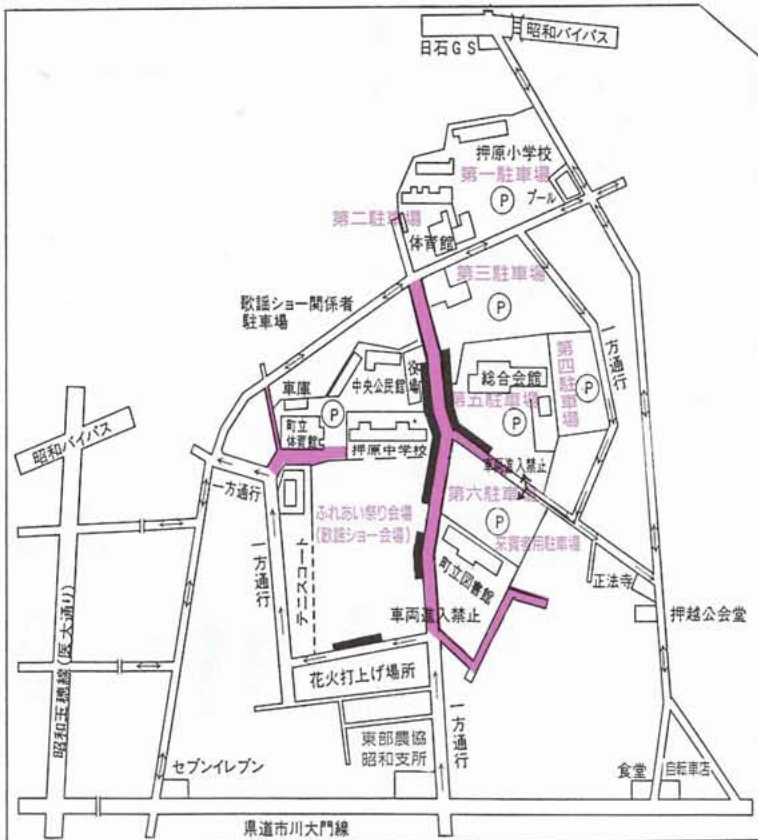 昭和バイパス
日石GS
押原小学校
第一駐車場
P
プール
第二駐車場
体育館
第三駐車場
P
歌謡ショー関係者
駐車場
一方通行
第四駐車場
P
総合会館
役場
中央公民館
車庫
P
町立
体育館
押原中学校
第五駐車場
P
昭和バイパス
一方通行
車両進入禁止
第六駐車場
P
来賓者用駐車場
ふれあい祭り会場
(歌謡ショー会場)
一方通行
テニスコート
町立図書館
正法寺
押越公会堂
車両進入禁止
花火打上げ場所
昭和玉穂線(医大通り)
一方通行
東部農協
昭和支所
セブンイレブン
食堂
自転車店
県道市川大門線